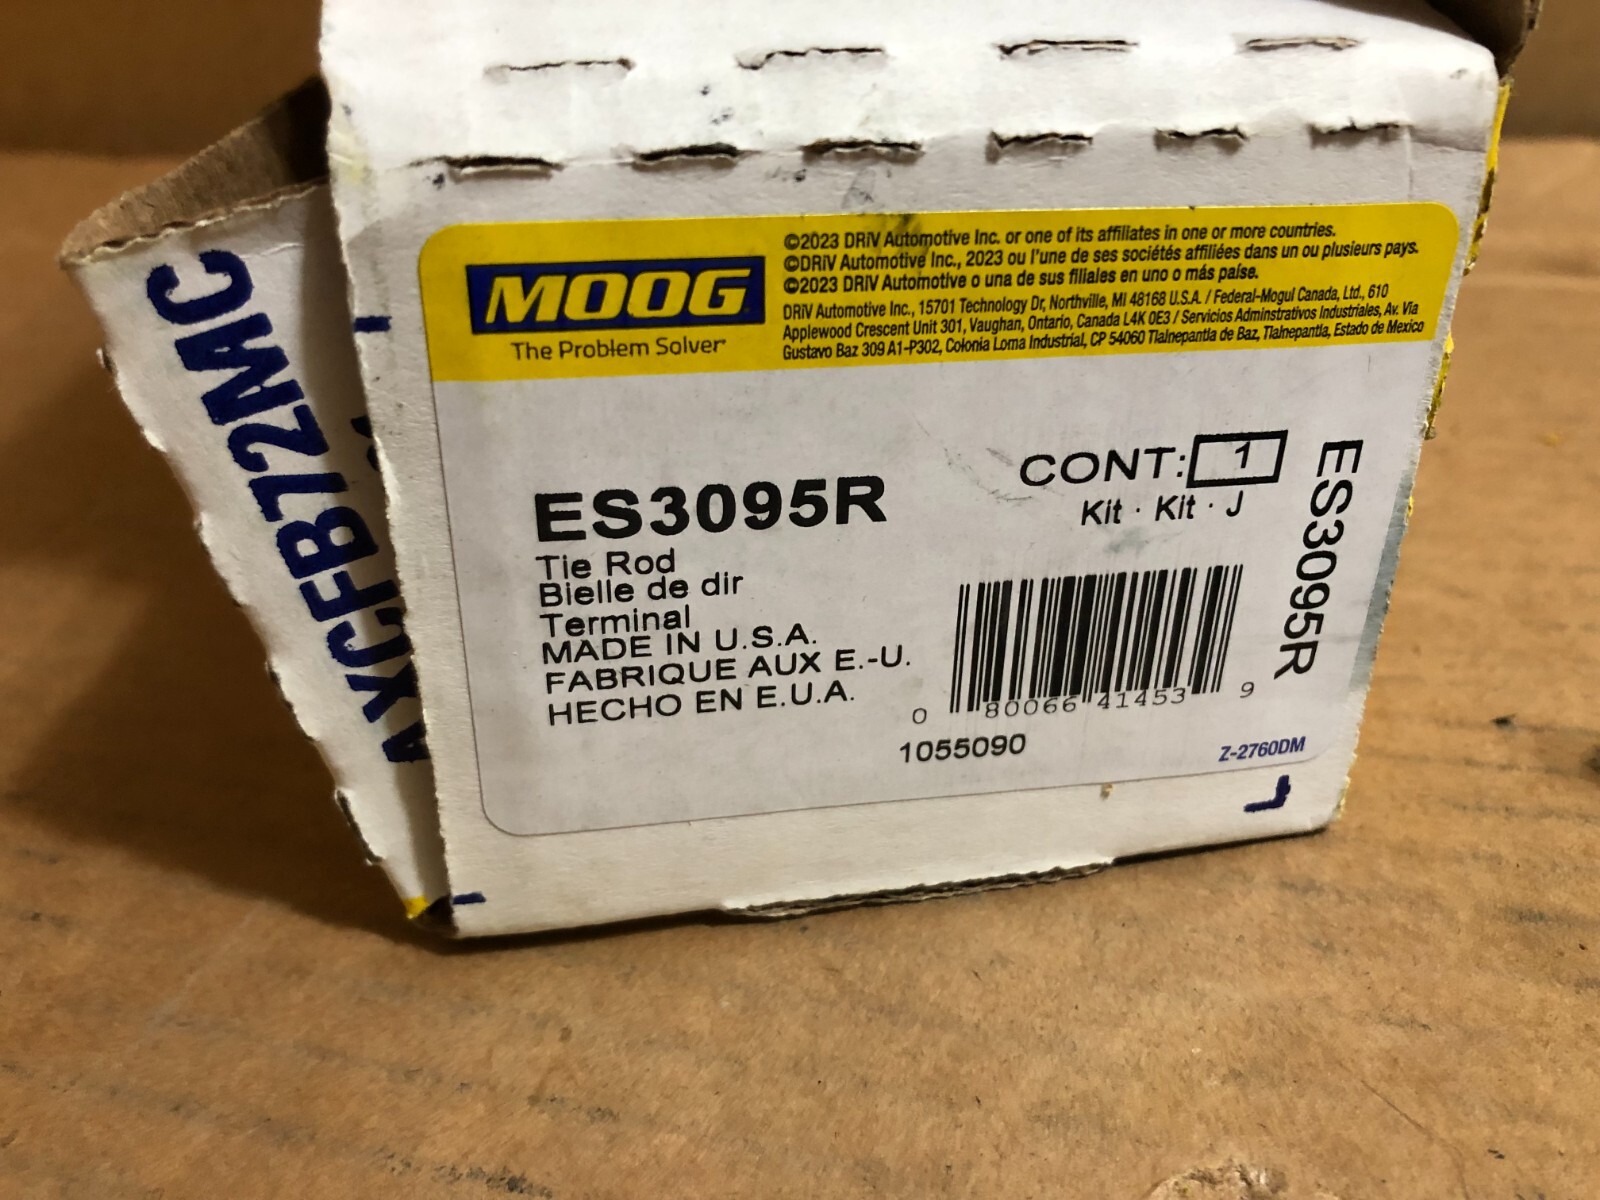 AXCFB72MC
MOOG
The Problem Solver
©2023 DRiV Automotive Inc. or one of its affiliates in one or more countries.
©DRiV Automotive Inc., 2023 ou l'une de ses sociétés affiliées dans un ou plusieurs pays.
©2023 DRiV Automotive o una de sus filiales en uno o más paíse.
DRiV Automotive Inc., 15701 Technology Dr, Northville, MI 48168 U.S.A. / Federal-Mogul Canada, Ltd., 610
Applewood Crescent Unit 301, Vaughan, Ontario, Canada L4K 0E3 / Servicios Adminstrativos Industriales, Av. Via
Gustavo Baz 309 A1-P302, Colonia Loma Industrial, CP 54060 Tlalnepantla de Baz, Tlalnepantla, Estado de Mexico
CONT: 1
Kit · Kit · J
ES3095R
Tie Rod
Bielle de dir
Terminal
MADE IN U.S.A.
FABRIQUE AUX E.-U.
HECHO EN E.U.A.
0 80066 41453 9
1055090
Z-2760DM
ES3095R